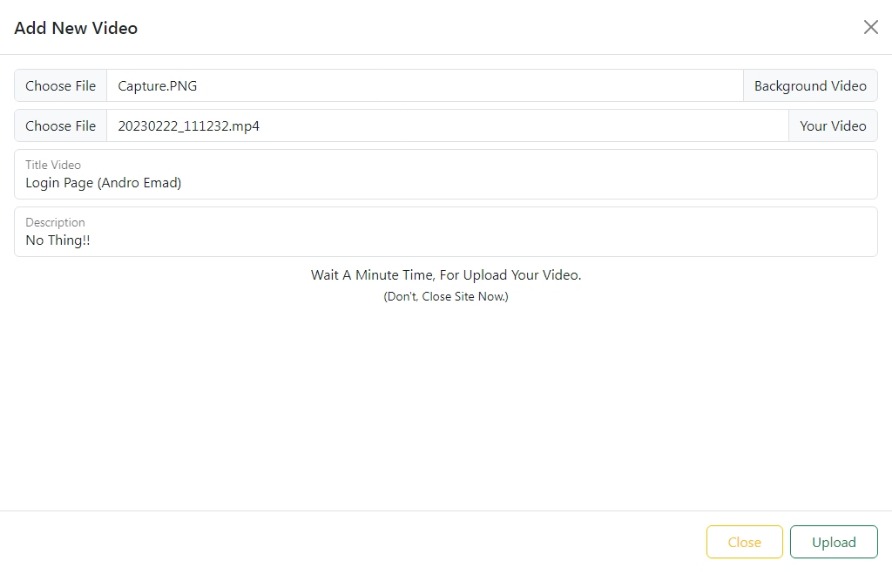 Add New Video
Choose File Capture.PNG Background Video
Choose File 20230222_111232.mp4 Your Video
Title Video
Login Page (Andro Emad)
Description
No Thing!!
Wait A Minute Time, For Upload Your Video.
(Don't, Close Site Now.)
Close Upload